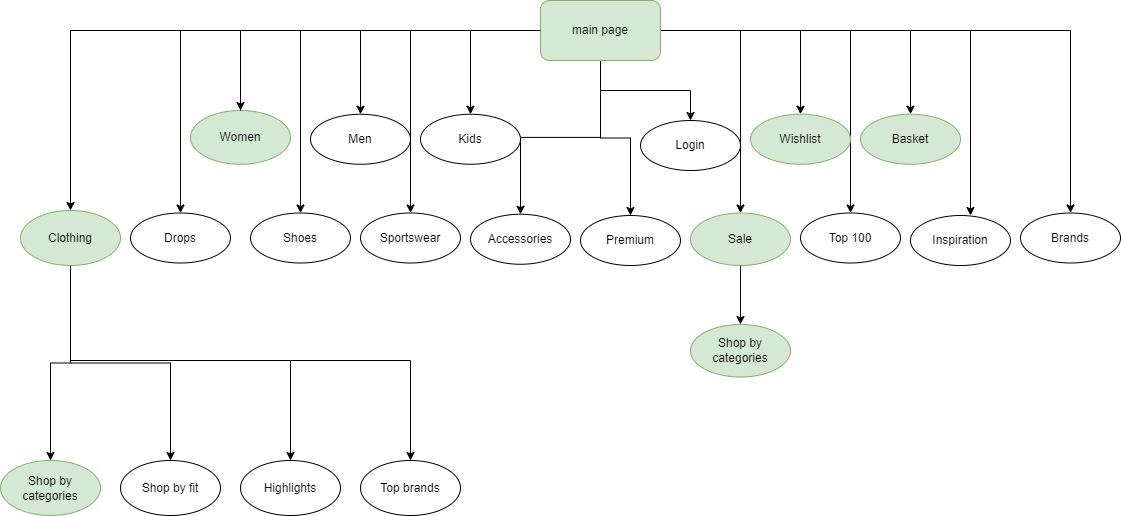 main page
Women
Men
Kids
Login
Wishlist
Basket
Clothing
Drops
Shoes
Sportswear
Accessories
Premium
Sale
Top 100
Inspiration
Brands
Shop by
categories
Shop by
categories
Shop by fit
Highlights
Top brands